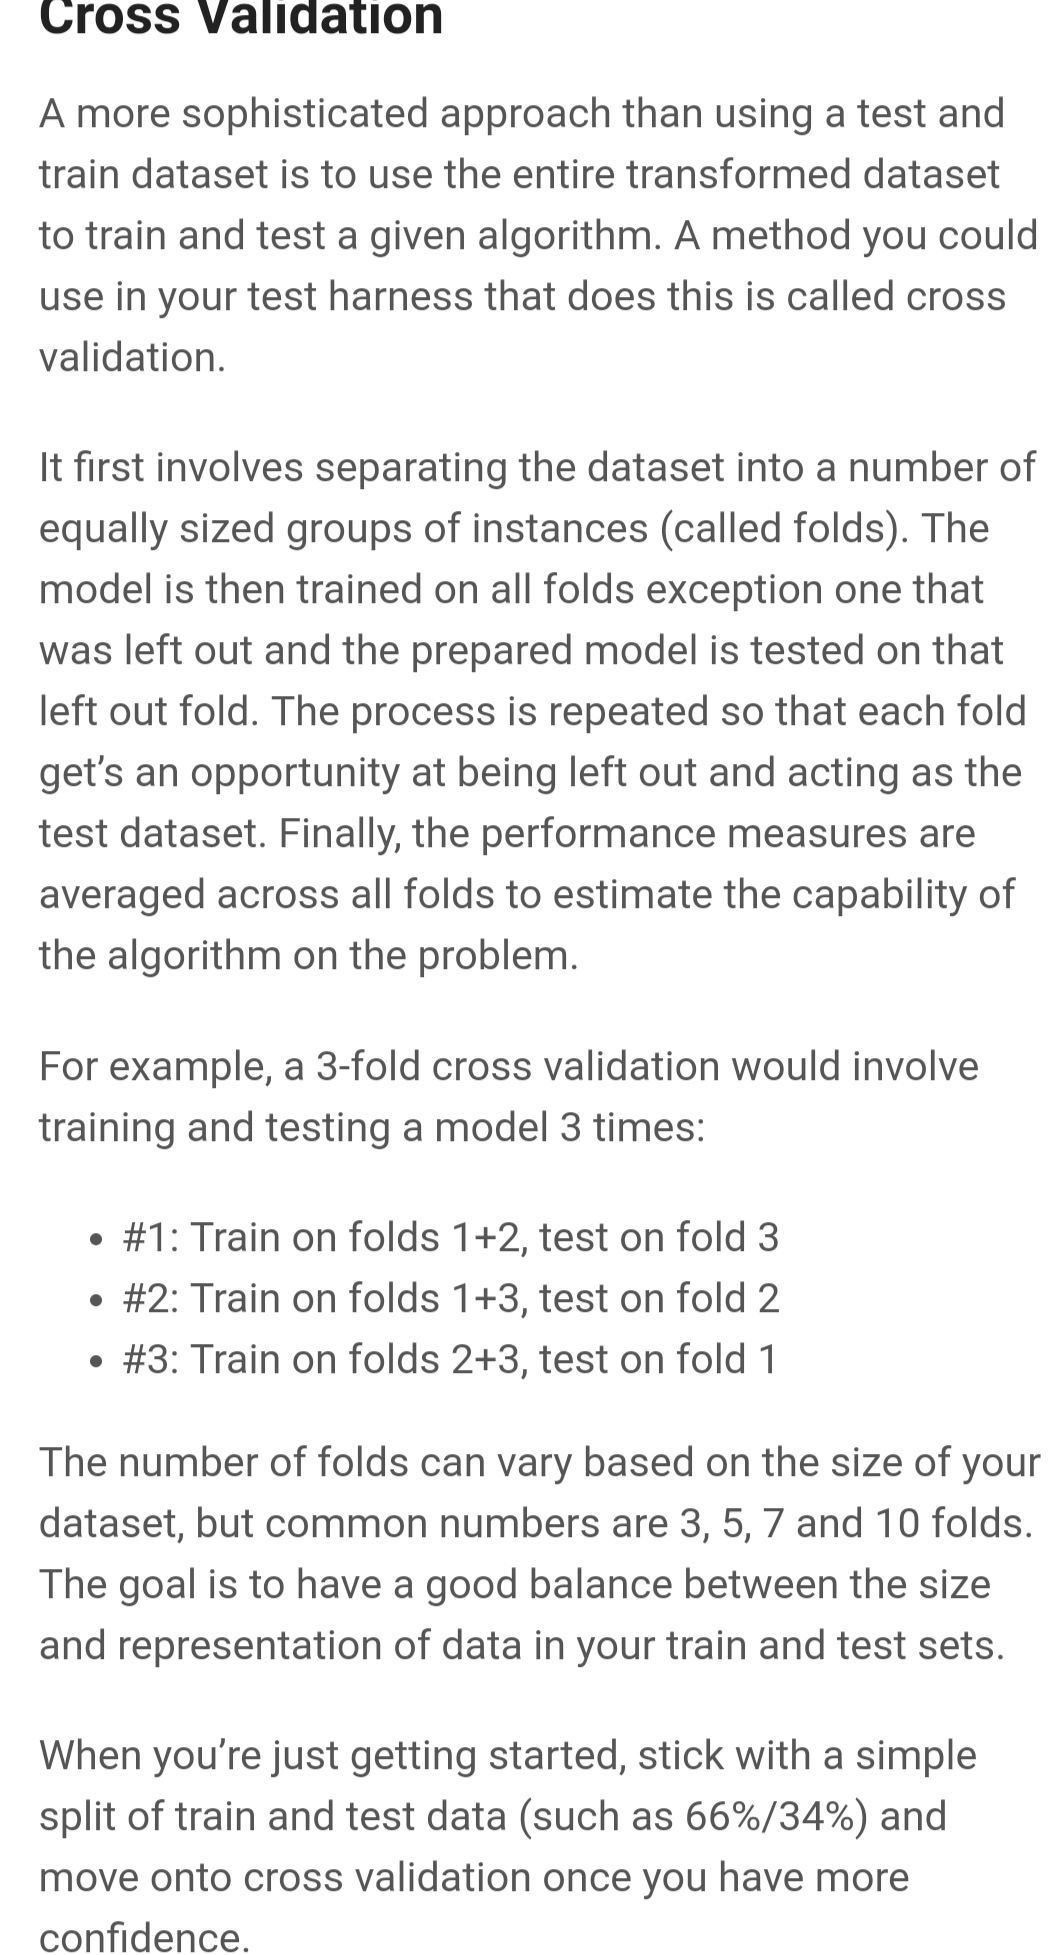 Cross Validation
A more sophisticated approach than using a test and
train dataset is to use the entire transformed dataset
to train and test a given algorithm. A method you could
use in your test harness that does this is called cross
validation.
It first involves separating the dataset into a number of
equally sized groups of instances (called folds). The
model is then trained on all folds exception one that
was left out and the prepared model is tested on that
left out fold. The process is repeated so that each fold
get’s an opportunity at being left out and acting as the
test dataset. Finally, the performance measures are
averaged across all folds to estimate the capability of
the algorithm on the problem.
For example, a 3-fold cross validation would involve
training and testing a model 3 times:
• #1: Train on folds 1+2, test on fold 3
• #2: Train on folds 1+3, test on fold 2
• #3: Train on folds 2+3, test on fold 1
The number of folds can vary based on the size of your
dataset, but common numbers are 3, 5, 7 and 10 folds.
The goal is to have a good balance between the size
and representation of data in your train and test sets.
When you’re just getting started, stick with a simple
split of train and test data (such as 66%/34%) and
move onto cross validation once you have more
confidence.